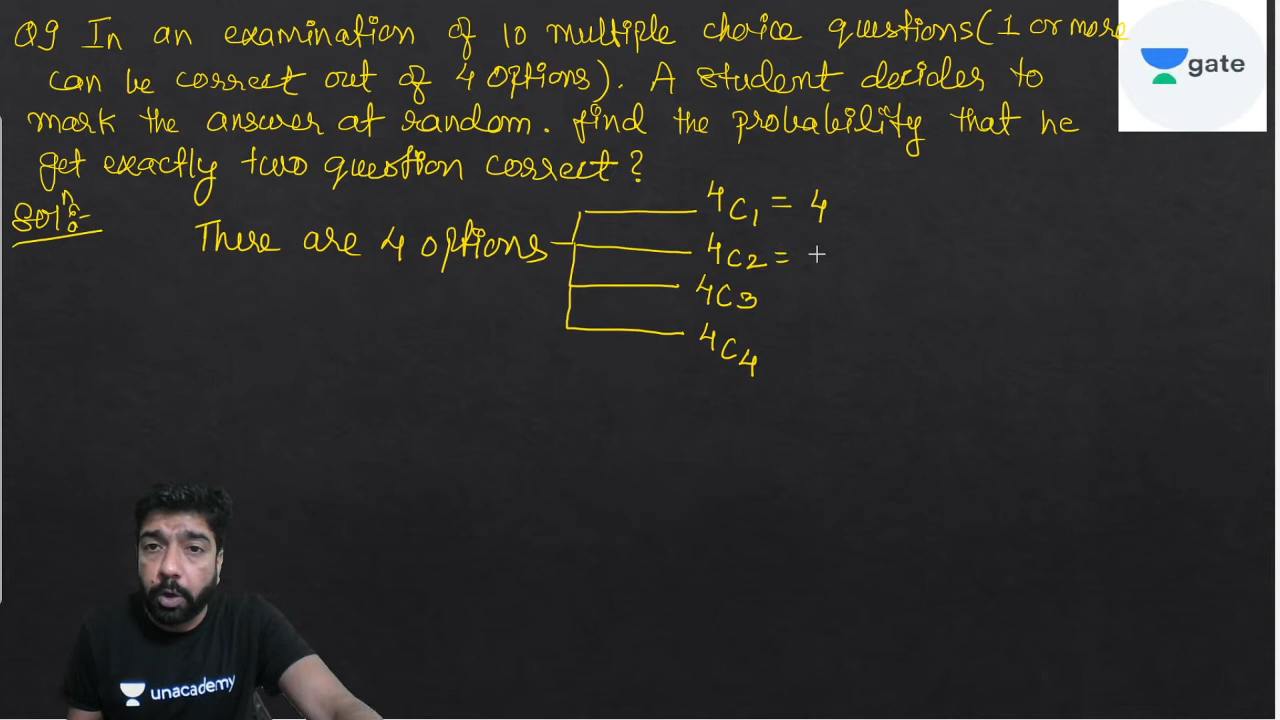 Q9 In an examination of 10 multiple choice questions (1 or more
can be correct out of 4 options). A student decides to
mark the answer at random. find the probability that he
get exactly two question correct?
Solⁿ:-
There are 4 options
4C1 = 4
4C2 =
4C3
4C4
gate
unacademy